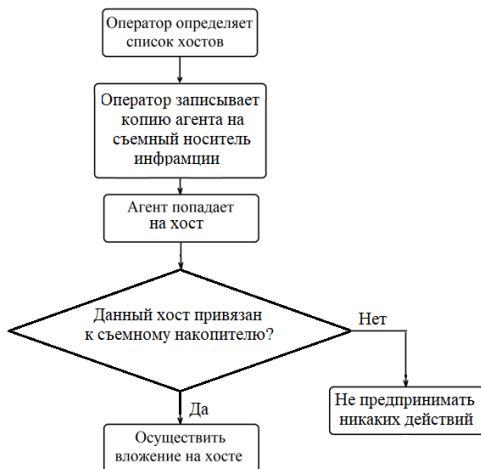 Оператор определяет
список хостов
Оператор записывает
копию агента на
съемный носитель
инфрамции
Агент попадает
на хост
Данный хост привязан
к съемному накопителю?
Нет
Да
Не предпринимать
никаких действий
Осуществить
вложение на хосте